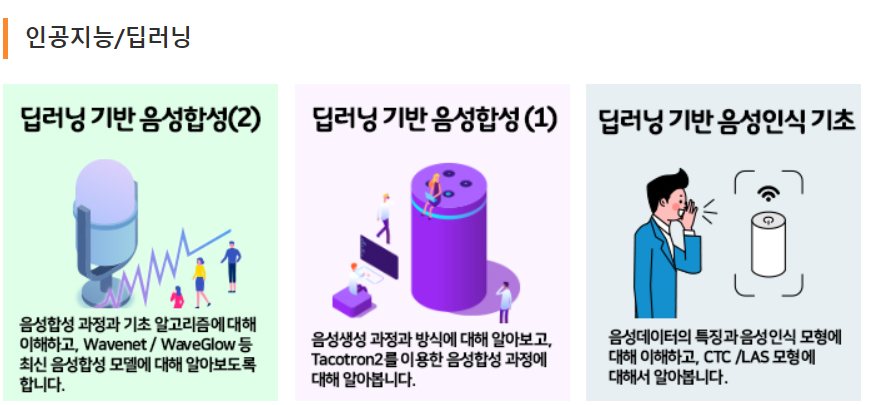 인공지능/딥러닝
딥러닝 기반 음성합성(2)
음성합성 과정과 기초 알고리즘에 대해
이해하고, Wavenet / WaveGlow 등
최신 음성합성 모델에 대해 알아보도록
합니다.
딥러닝 기반 음성합성 (1)
음성생성 과정과 방식에 대해 알아보고,
Tacotron2를 이용한 음성합성 과정에
대해 알아봅니다.
딥러닝 기반 음성인식 기초
음성데이터의 특징과 음성인식 모형에
대해 이해하고, CTC /LAS 모형에
대해서 알아봅니다.